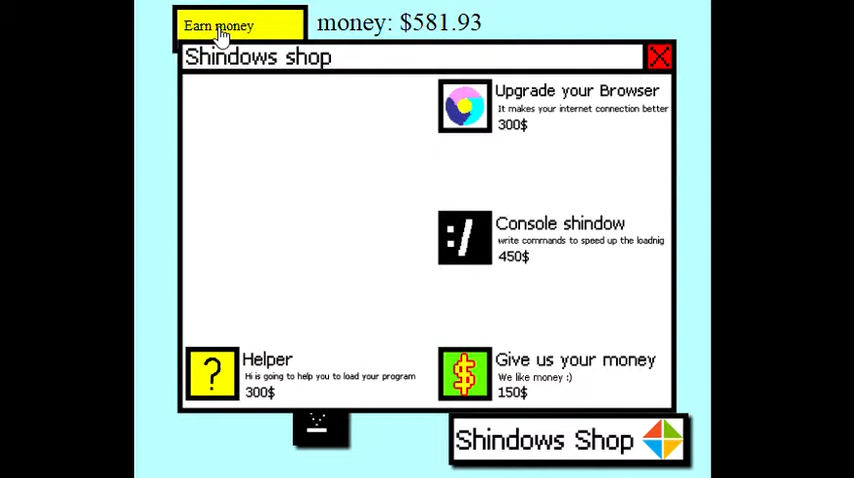 Earn money
money: $581.93
Shindows shop
Upgrade your Browser
It makes your internet connection better
300$
:/
Console shindow
write commands to speed up the loadnig
450$
?
Helper
Hi is going to help you to load your program
300$
$
Give us your money
We like money :)
150$
Shindows Shop